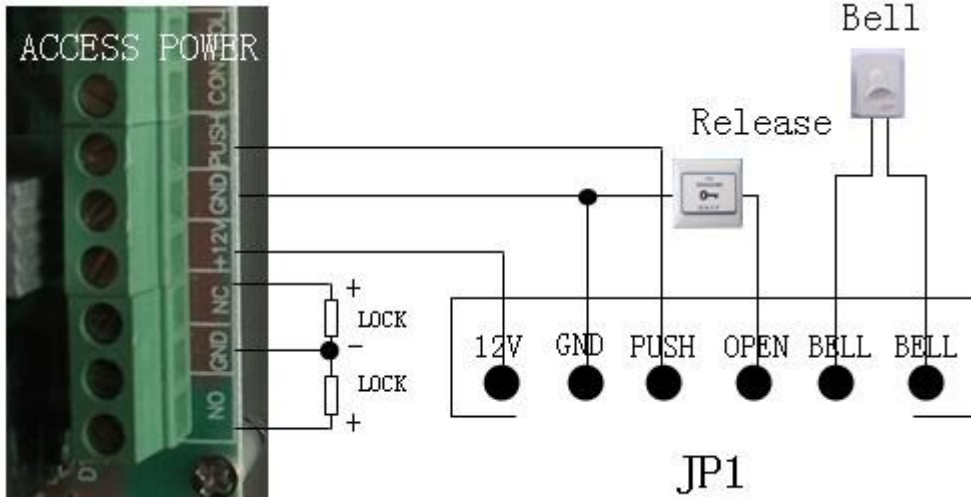 Bell
ACCESS POWER
CONTROL
Release
PUSH
GND
+12V
NC
GND
NO
+
LOCK
-
LOCK
+
12V GND PUSH OPEN BELL BELL
JP1